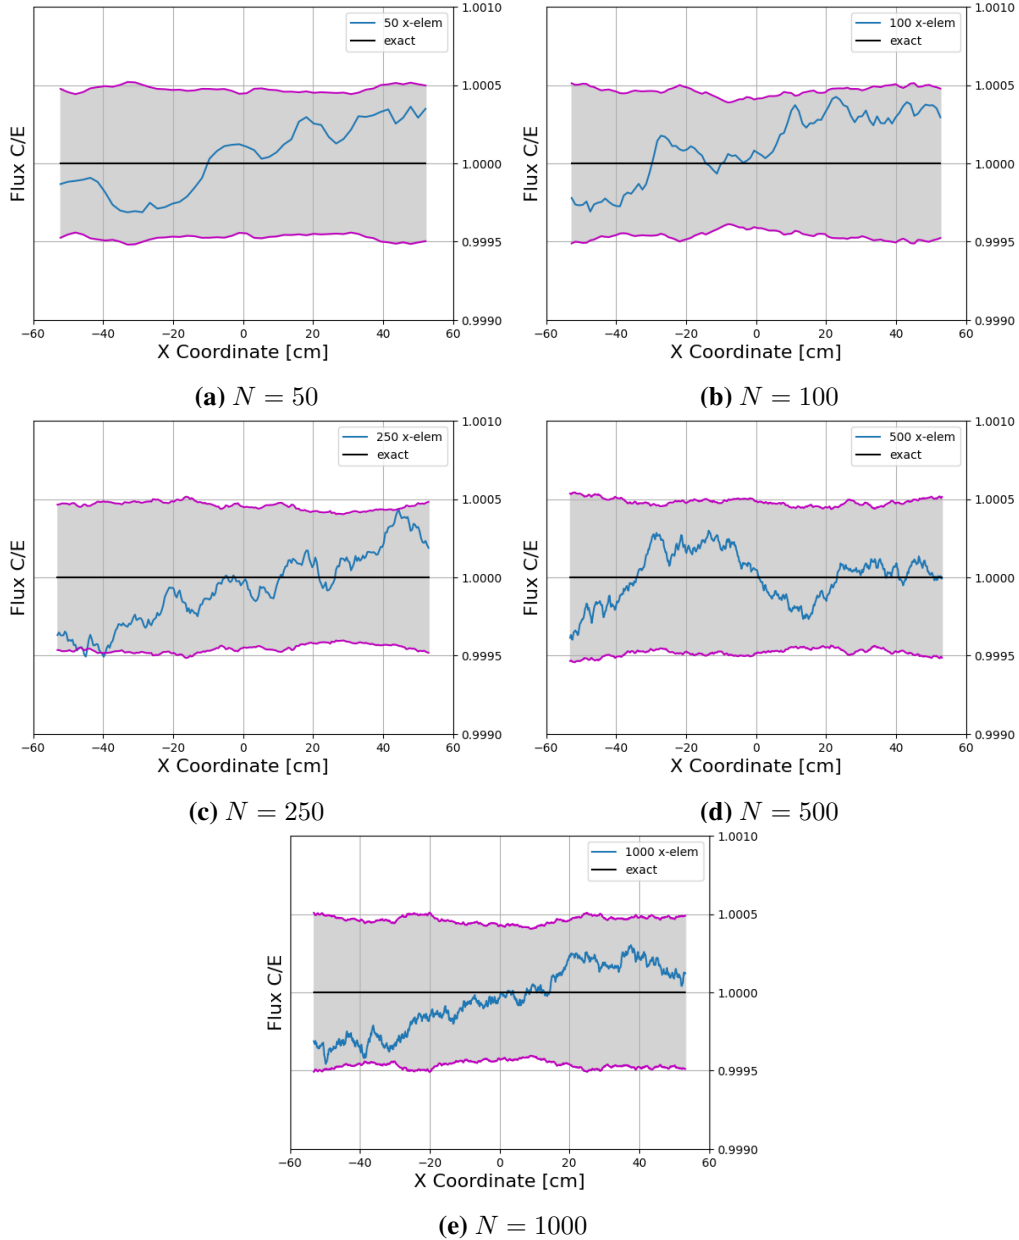 50 x-elem
exact
1.0010
1.0005
1.0000
0.9995
0.9990
Flux C/E
−60 −40 −20 0 20 40 60
X Coordinate [cm]
(a) N = 50
100 x-elem
exact
1.0010
1.0005
1.0000
0.9995
0.9990
Flux C/E
−60 −40 −20 0 20 40 60
X Coordinate [cm]
(b) N = 100
250 x-elem
exact
1.0010
1.0005
1.0000
0.9995
0.9990
Flux C/E
−60 −40 −20 0 20 40 60
X Coordinate [cm]
(c) N = 250
500 x-elem
exact
1.0010
1.0005
1.0000
0.9995
0.9990
Flux C/E
−60 −40 −20 0 20 40 60
X Coordinate [cm]
(d) N = 500
1000 x-elem
exact
1.0010
1.0005
1.0000
0.9995
0.9990
Flux C/E
−60 −40 −20 0 20 40 60
X Coordinate [cm]
(e) N = 1000